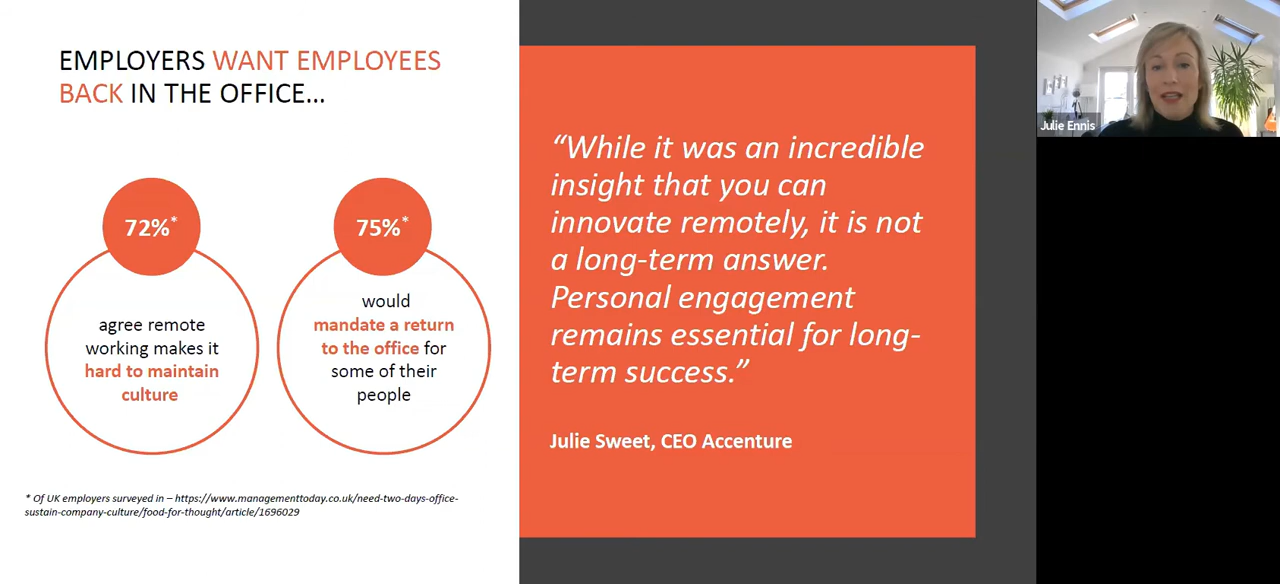 EMPLOYERS WANT EMPLOYEES
BACK IN THE OFFICE...
72%*
agree remote
working makes it
hard to maintain
culture
75%*
would
mandate a return
to the office for
some of their
people
* Of UK employers surveyed in – https://www.managementtoday.co.uk/need-two-days-office-
sustain-company-culture/food-for-thought/article/1696029
“While it was an incredible
insight that you can
innovate remotely, it is not
a long-term answer.
Personal engagement
remains essential for long-
term success.”
Julie Sweet, CEO Accenture
Julie Ennis